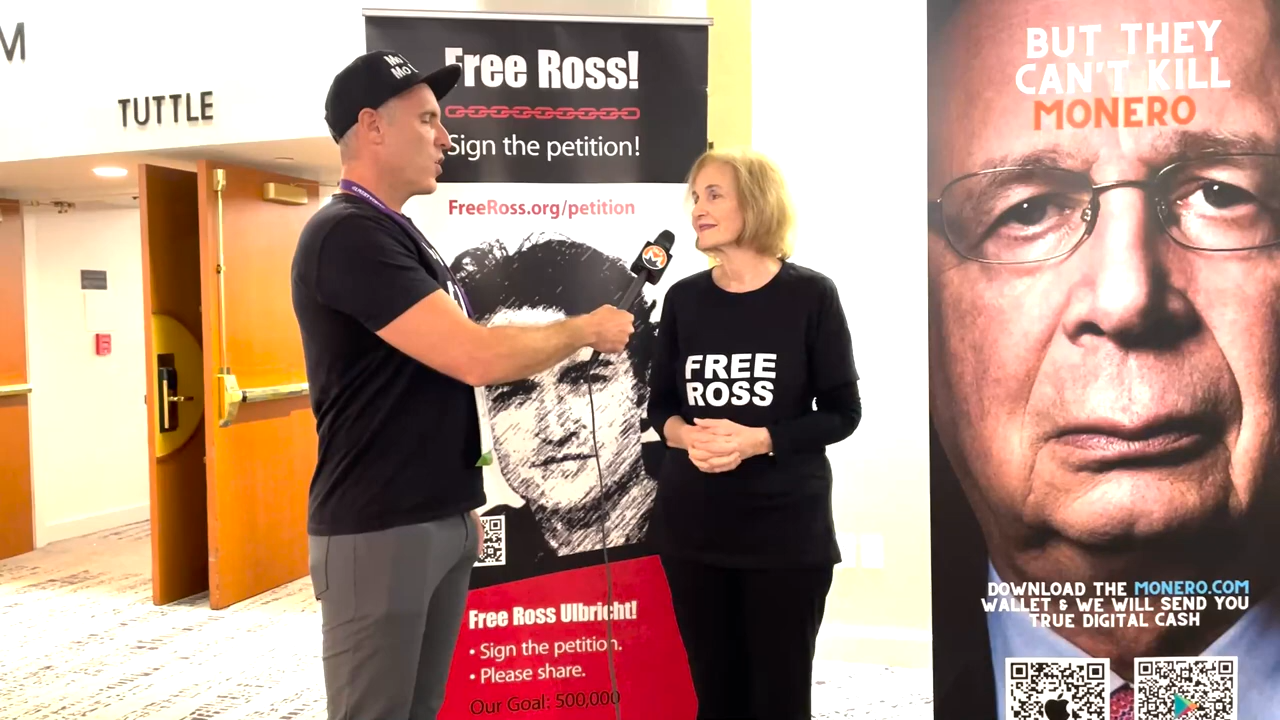 M
TUTTLE
Mo
Mo
Free Ross!
Sign the petition!
FreeRoss.org/petition
FREE
ROSS
Free Ross Ulbricht!
• Sign the petition.
• Please share.
Our Goal: 500,000
BUT THEY
CAN'T KILL
MONERO
DOWNLOAD THE MONERO.COM
WALLET & WE WILL SEND YOU
TRUE DIGITAL CASH